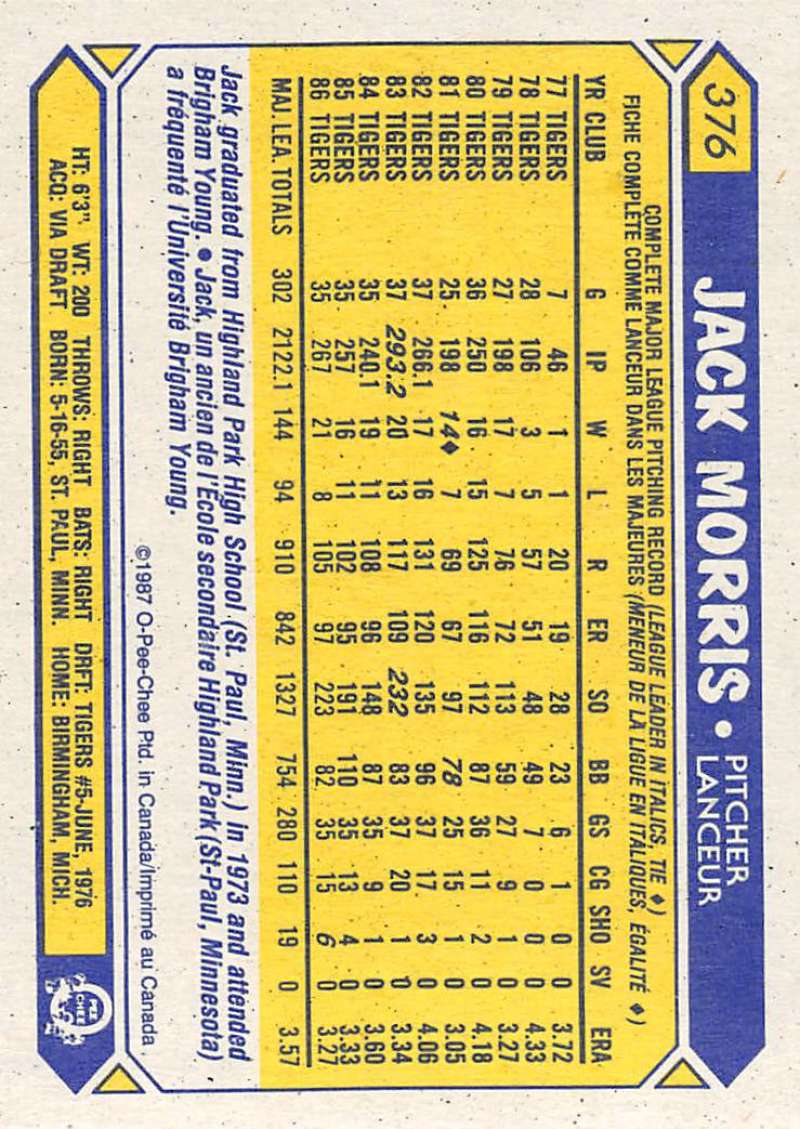 376
JACK MORRIS • PITCHER
LANCEUR
COMPLETE MAJOR LEAGUE PITCHING RECORD (LEAGUE LEADER IN ITALICS, TIE ♦)
FICHE COMPLÈTE COMME LANCEUR DANS LES MAJEURES (MENEUR DE LA LIGUE EN ITALIQUES, ÉGALITÉ ♦)
YR CLUB G IP W L R ER SO BB GS CG SHO SV ERA
77 TIGERS 7 46 1 1 20 19 28 23 6 1 0 0 3.72
78 TIGERS 28 106 3 5 57 51 48 49 7 0 0 0 4.33
79 TIGERS 27 198 17 7 76 72 113 59 27 9 1 0 3.27
80 TIGERS 36 250 16 15 125 116 112 87 36 11 2 0 4.18
81 TIGERS 25 198 14♦ 7 69 67 97 78 25 15 1 0 3.05
82 TIGERS 37 266.1 17 16 131 120 135 96 37 17 3 0 4.06
83 TIGERS 37 293.2 20 13 117 109 232 83 37 20 1 0 3.34
84 TIGERS 35 240.1 19 11 108 96 148 87 35 9 1 0 3.60
85 TIGERS 35 257 16 11 102 95 191 110 35 13 4 0 3.33
86 TIGERS 35 267 21 8 105 97 223 82 35 15 6 0 3.27
MAJ. LEA. TOTALS 302 2122.1 144 94 910 842 1327 754 280 110 19 0 3.57
Jack graduated from Highland Park High School (St. Paul, Minn.) in 1973 and attended
Brigham Young. • Jack, un ancien de l'École secondaire Highland Park (St-Paul, Minnesota)
a fréquenté l'Université Brigham Young.
©1987 O-Pee-Chee Ptd. in Canada/Imprimé au Canada
HT: 6'3" WT: 200 THROWS: RIGHT BATS: RIGHT DRFT: TIGERS #5-JUNE, 1976
ACQ: VIA DRAFT BORN: 5-16-55, ST. PAUL, MINN. HOME: BIRMINGHAM, MICH.
O
PEE
CHEE